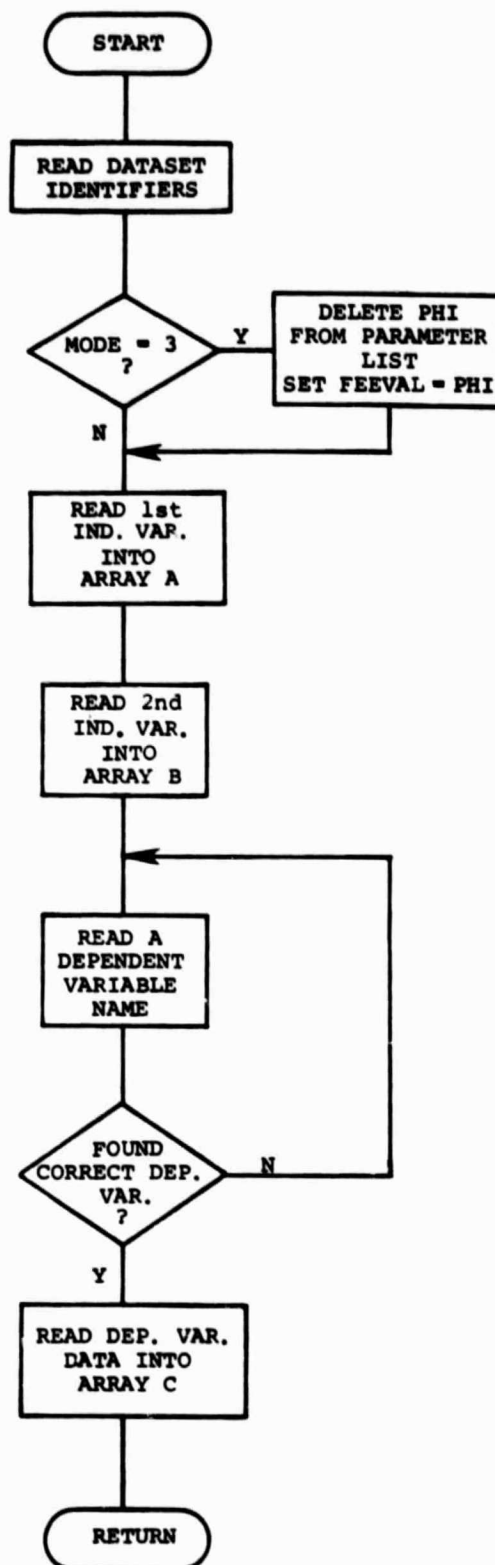 START
READ DATASET
IDENTIFIERS
MODE = 3
?
Y
DELETE PHI
FROM PARAMETER
LIST
SET FEEVAL = PHI
N
READ 1st
IND. VAR.
INTO
ARRAY A
READ 2nd
IND. VAR.
INTO
ARRAY B
READ A
DEPENDENT
VARIABLE
NAME
FOUND
CORRECT DEP.
VAR.
?
N
Y
READ DEP. VAR.
DATA INTO
ARRAY C
RETURN